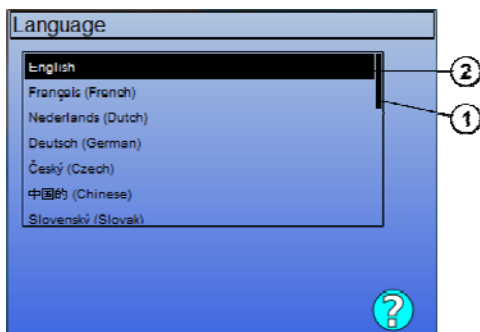 Language
English
Français (French)
Nederlands (Dutch)
Deutsch (German)
Český (Czech)
中国的 (Chinese)
Slovenský (Slovak)
2
1
?